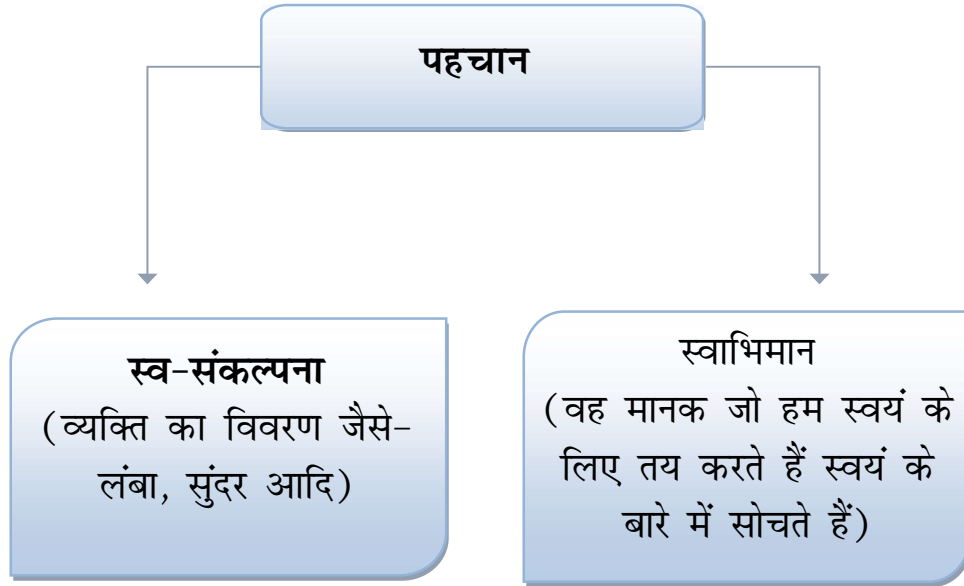 पहचान
स्व-संकल्पना
(व्यक्ति का विवरण जैसे-
लंबा, सुंदर आदि)
स्वाभिमान
(वह मानक जो हम स्वयं के
लिए तय करते हैं स्वयं के
बारे में सोचते हैं)